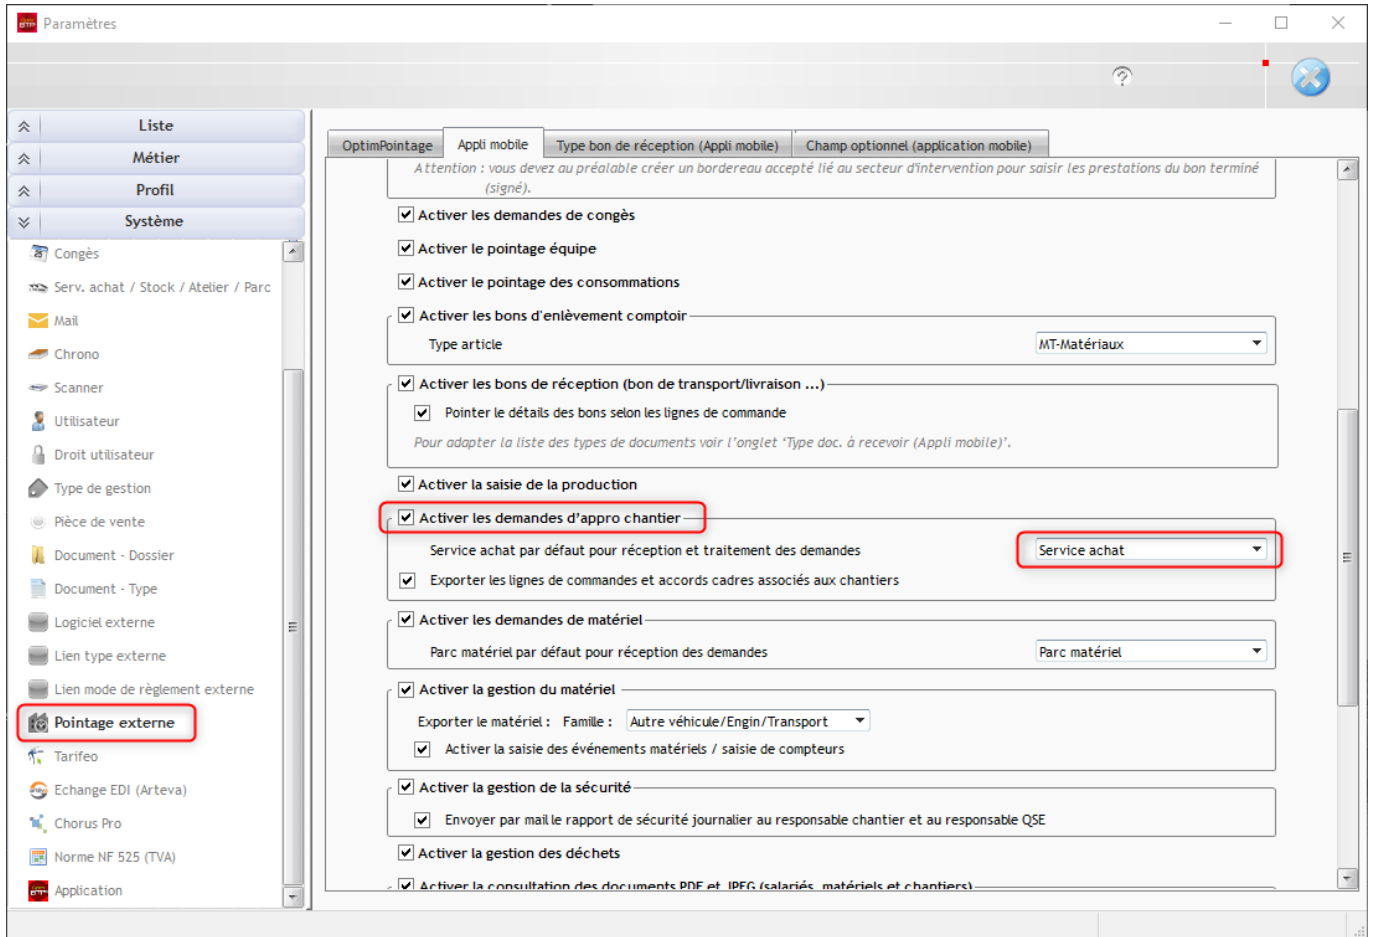 Paramètres
Liste
Métier
Profil
Système
Congès
Serv. achat / Stock / Atelier / Parc
Mail
Chrono
Scanner
Utilisateur
Droit utilisateur
Type de gestion
Pièce de vente
Document - Dossier
Document - Type
Logiciel externe
Lien type externe
Lien mode de règlement externe
Pointage externe
Tarifeo
Echange EDI (Arteva)
Chorus Pro
Norme NF 525 (TVA)
Application
OptimPointage
Appli mobile
Type bon de réception (Appli mobile)
Champ optionnel (application mobile)
Attention : vous devez au préalable créer un bordereau accepté lié au secteur d'intervention pour saisir les prestations du bon terminé
(signé).
Activer les demandes de congès
Activer le pointage équipe
Activer le pointage des consommations
Activer les bons d'enlèvement comptoir
Type article
MT-Matériaux
Activer les bons de réception (bon de transport/livraison ...)
Pointer le détails des bons selon les lignes de commande
Pour adapter la liste des types de documents voir l'onglet ‘Type doc. à recevoir (Appli mobile)’.
Activer la saisie de la production
Activer les demandes d’appro chantier
Service achat par défaut pour réception et traitement des demandes
Service achat
Exporter les lignes de commandes et accords cadres associés aux chantiers
Activer les demandes de matériel
Parc matériel par défaut pour réception des demandes
Parc matériel
Activer la gestion du matériel
Exporter le matériel : Famille : Autre véhicule/Engin/Transport
Activer la saisie des événements matériels / saisie de compteurs
Activer la gestion de la sécurité
Envoyer par mail le rapport de sécurité journalier au responsable chantier et au responsable QSE
Activer la gestion des déchets
Activer la consultation des documents PDF et JPEG (salariés, matériels et chantiers)